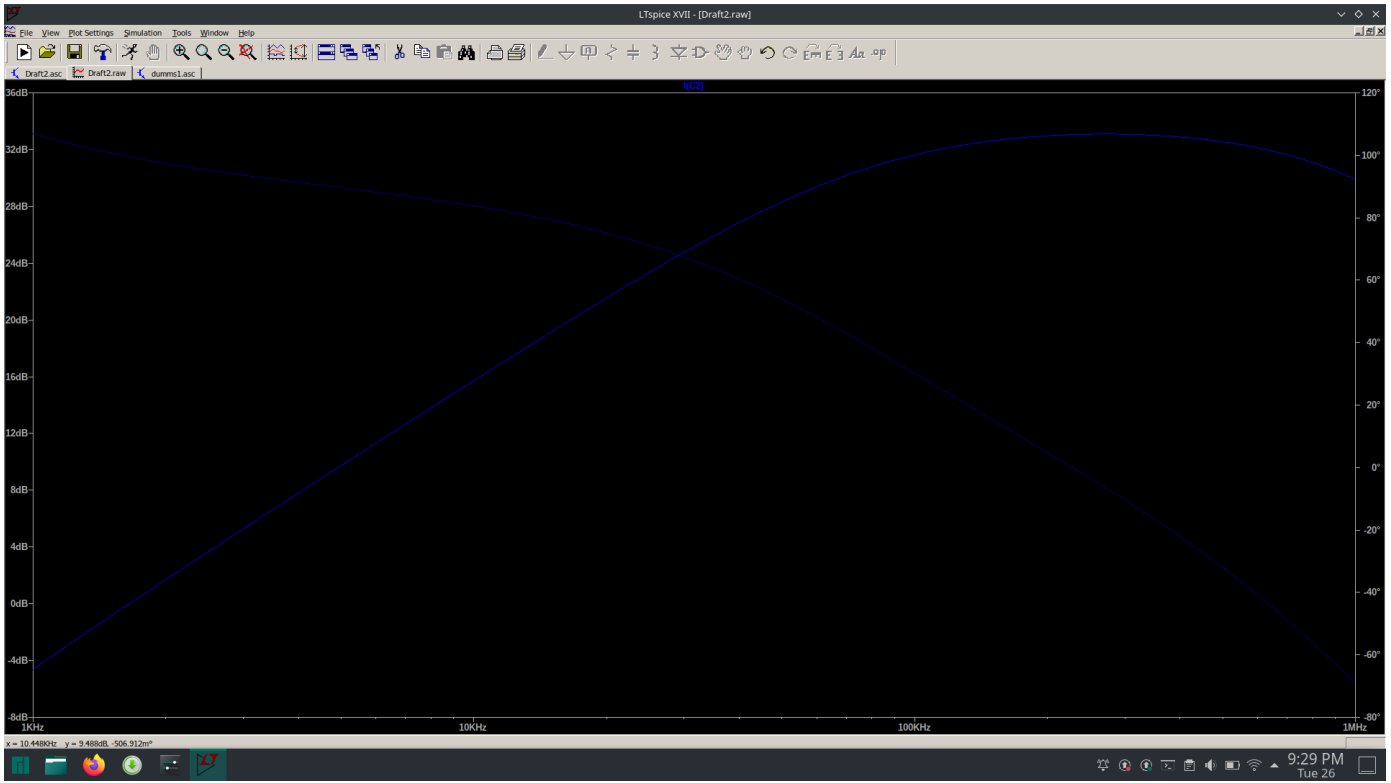 LTspice XVII - [Draft2.raw]
File View Plot Settings Simulation Tools Window Help
Draft2.asc Draft2.raw dumms1.asc
I(C2)
36dB 120°
32dB 100°
28dB 80°
24dB 60°
20dB 40°
16dB 20°
12dB 0°
8dB -20°
4dB -40°
0dB -60°
-4dB -80°
-8dB
1KHz 10KHz 100KHz 1MHz
x = 10.448KHz y = 9.488dB, -506.912m°
9:29 PM
Tue 26